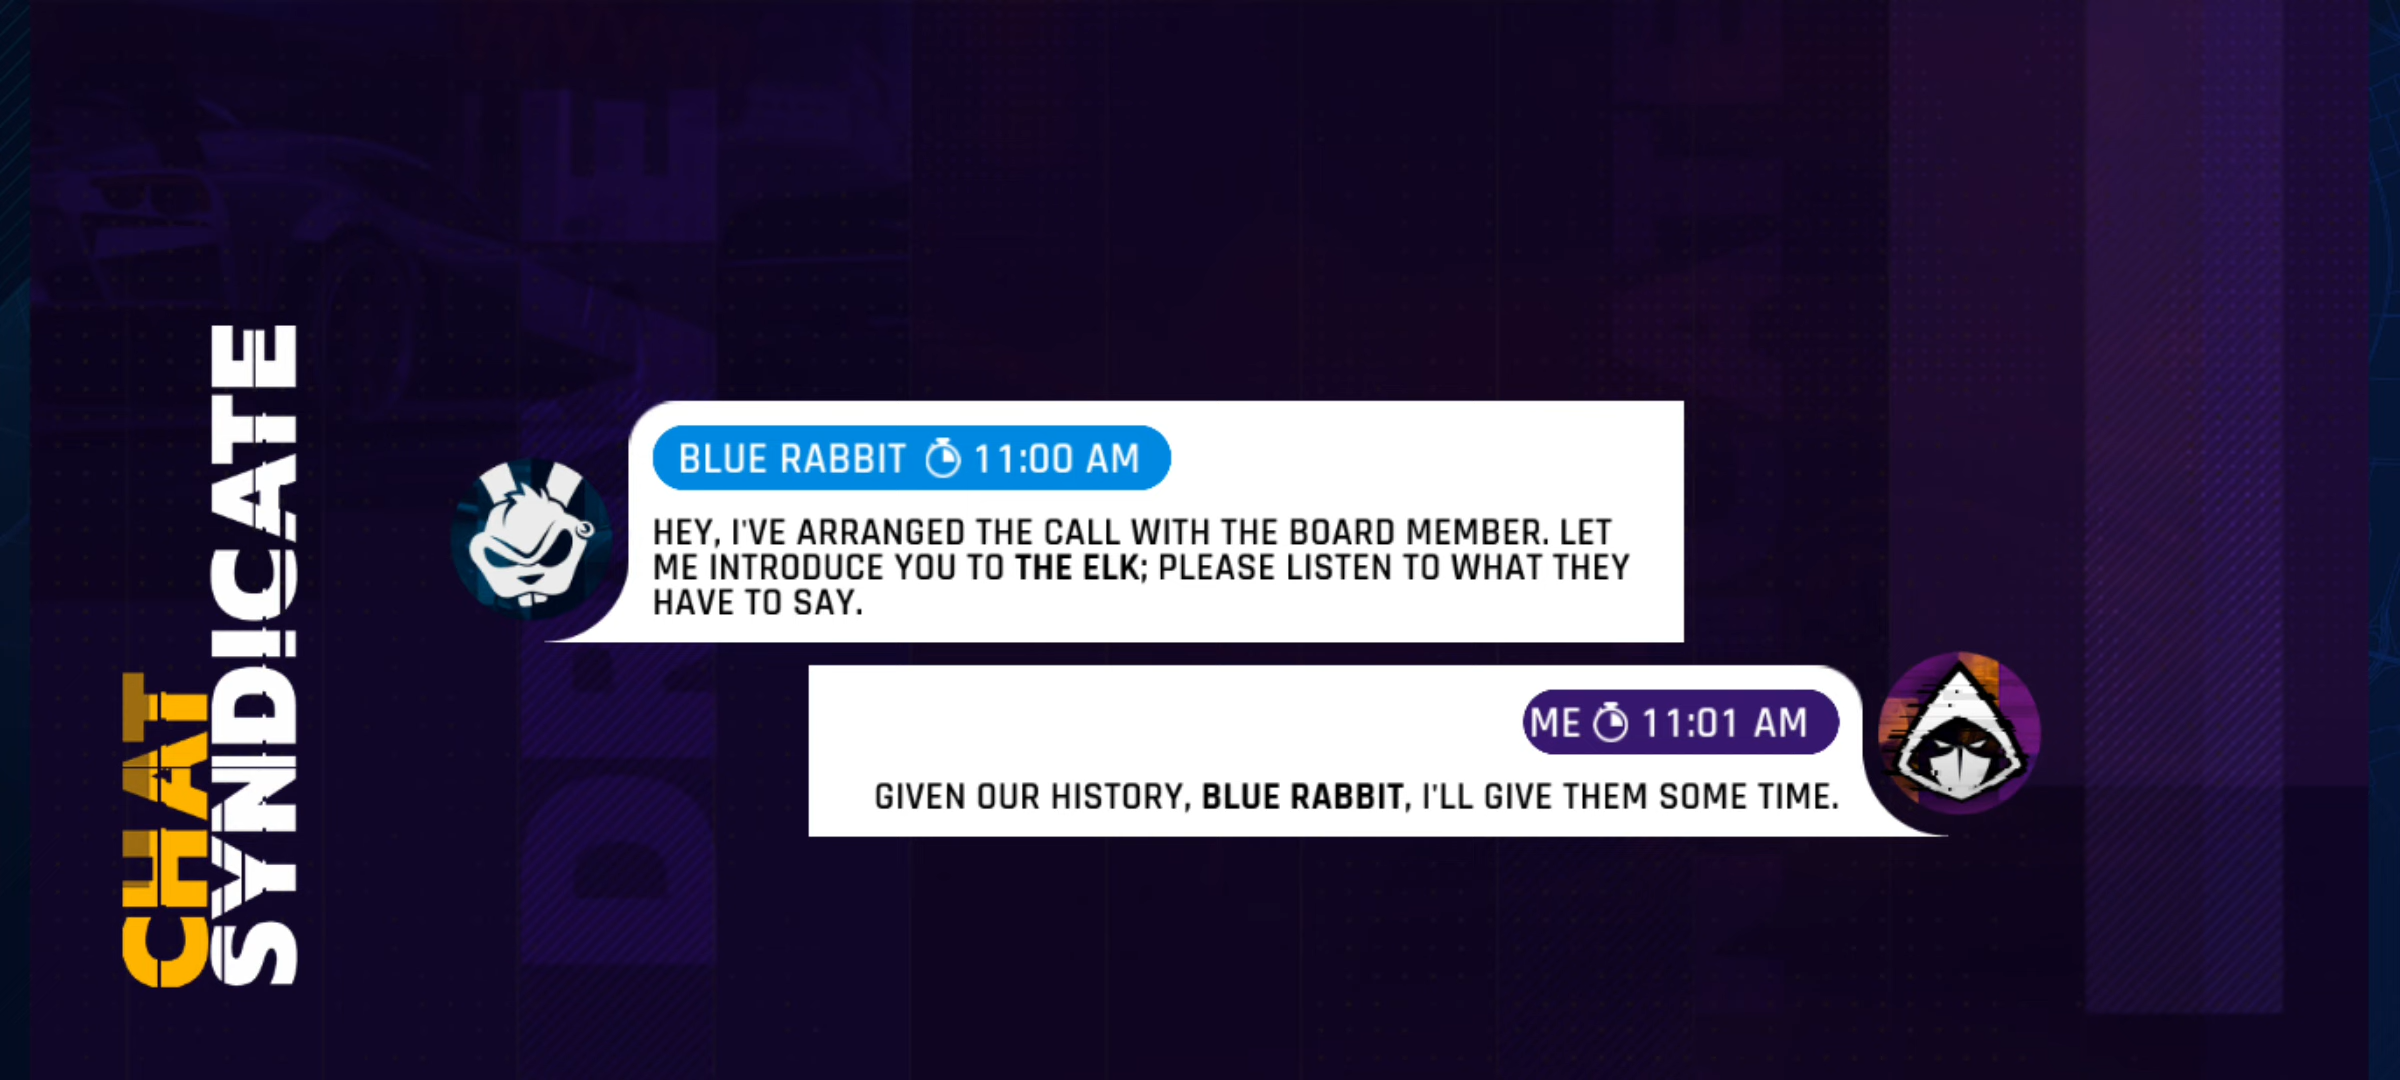 CHAT
SYNDICATE
BLUE RABBIT 11:00 AM
HEY, I'VE ARRANGED THE CALL WITH THE BOARD MEMBER. LET
ME INTRODUCE YOU TO THE ELK; PLEASE LISTEN TO WHAT THEY
HAVE TO SAY.
ME 11:01 AM
GIVEN OUR HISTORY, BLUE RABBIT, I'LL GIVE THEM SOME TIME.